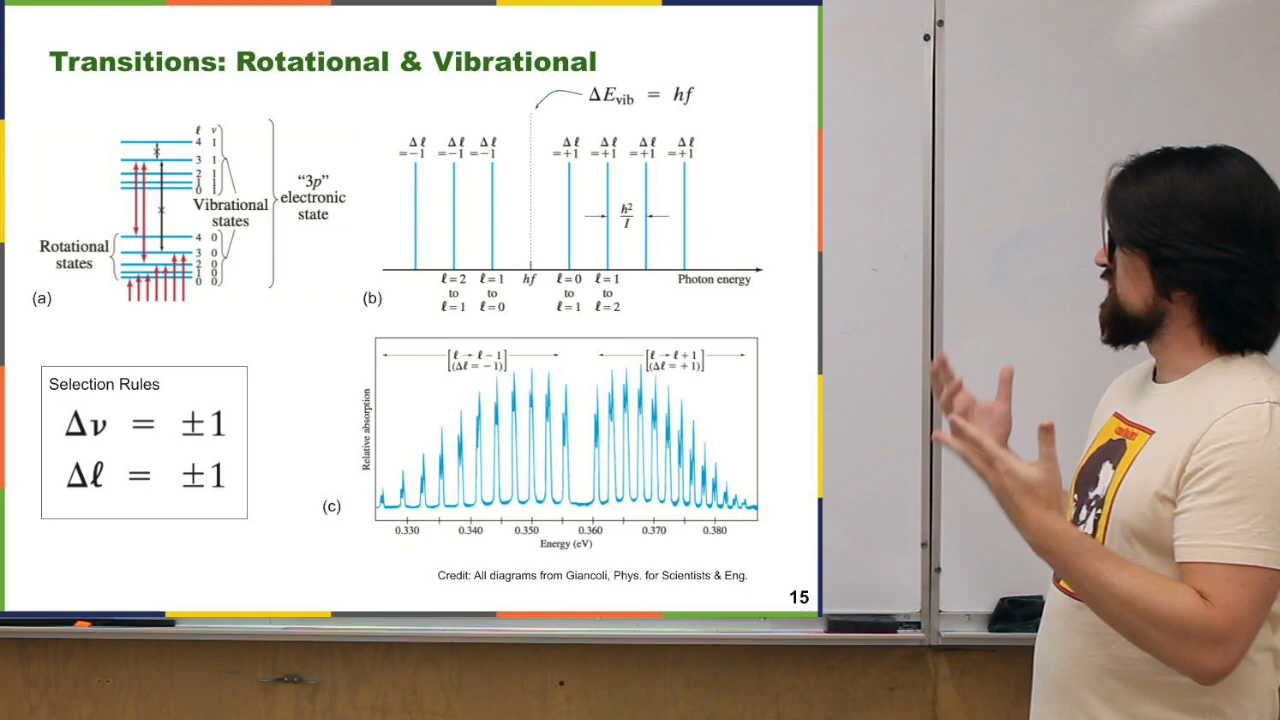 Transitions: Rotational & Vibrational
ℓ ν
4 1
3 1
2 1
1 1
0 1
Vibrational
states
"3p"
electronic
state
Rotational
states
4 0
3 0
2 0
1 0
0 0
(a)
ΔE vib = hf
Δℓ Δℓ Δℓ Δℓ Δℓ Δℓ Δℓ
=−1 =−1 =−1 =+1 =+1 =+1 =+1
ħ²
I
ℓ=2 ℓ=1 hf ℓ=0 ℓ=1 Photon energy
to to to to
ℓ=1 ℓ=0 ℓ=1 ℓ=2
(b)
Selection Rules
Δν = ±1
Δℓ = ±1
[ℓ → ℓ − 1] [ℓ → ℓ + 1]
(Δℓ = −1) (Δℓ = +1)
Relative absorption
(c)
0.330 0.340 0.350 0.360 0.370 0.380
Energy (eV)
Credit: All diagrams from Giancoli, Phys. for Scientists & Eng.
15